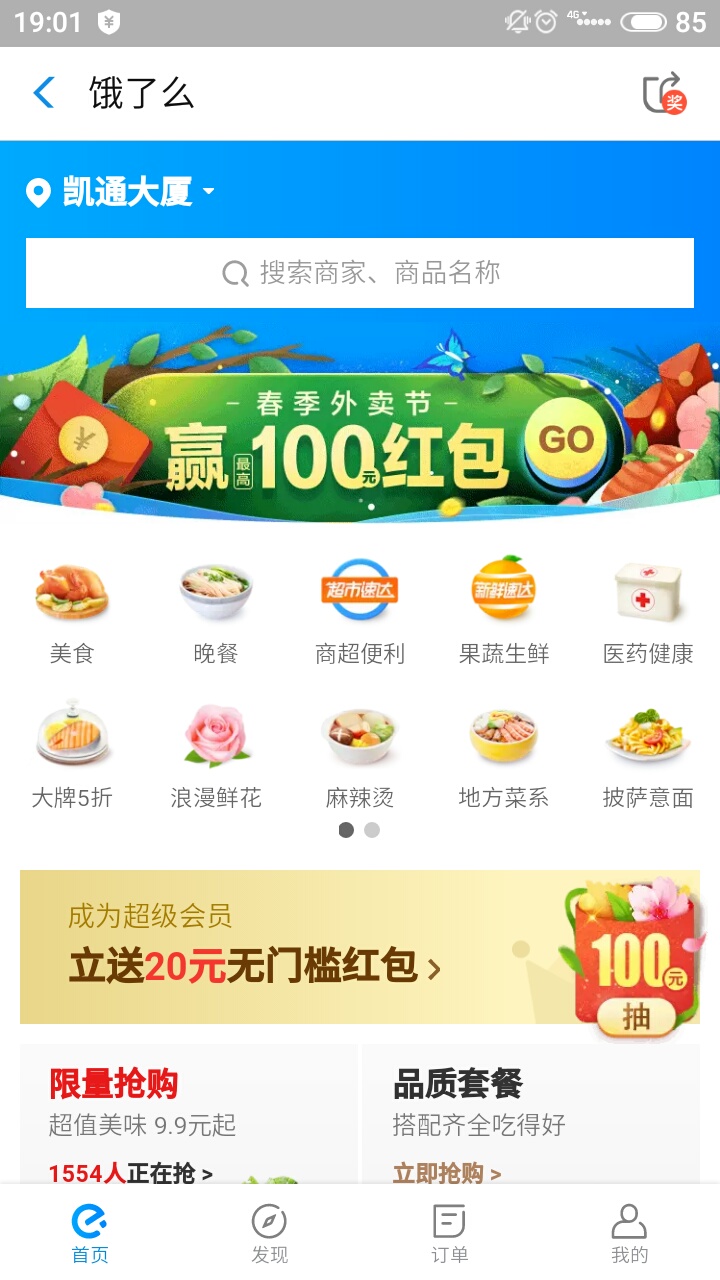 19:01
4G
85
饿了么
奖
凯通大厦
搜索商家、商品名称
春季外卖节
赢最高100元红包
GO
超市速达
新鲜速达
美食
晚餐
商超便利
果蔬生鲜
医药健康
大牌5折
浪漫鲜花
麻辣烫
地方菜系
披萨意面
成为超级会员
立送20元无门槛红包 >
100元
抽
限量抢购
超值美味 9.9元起
1554人正在抢 >
品质套餐
搭配齐全吃得好
立即抢购 >
首页
发现
订单
我的